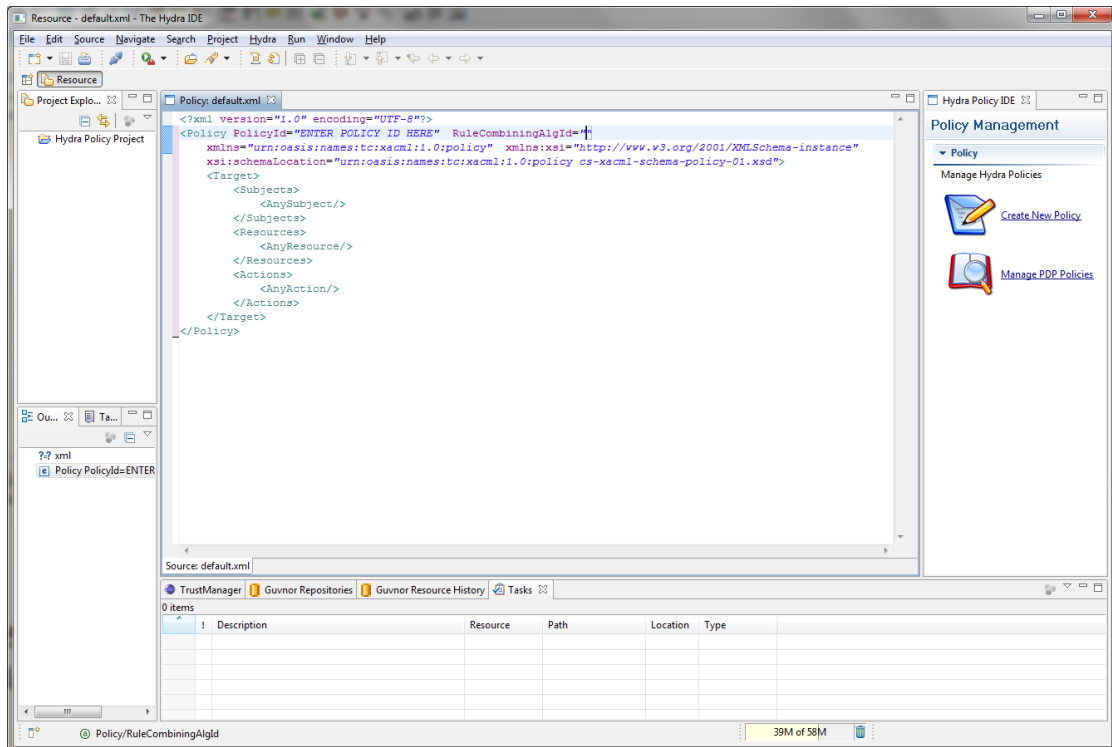 Resource - default.xml - The Hydra IDE
File Edit Source Navigate Search Project Hydra Run Window Help
Resource
Project Explo...
Hydra Policy Project
Policy: default.xml
<?xml version="1.0" encoding="UTF-8"?>
<Policy PolicyId="ENTER POLICY ID HERE" RuleCombiningAlgId=""
xmlns="urn:oasis:names:tc:xacml:1.0:policy" xmlns:xsi="http://www.w3.org/2001/XMLSchema-instance"
xsi:schemaLocation="urn:oasis:names:tc:xacml:1.0:policy cs-xacml-schema-policy-01.xsd">
<Target>
<Subjects>
<AnySubject/>
</Subjects>
<Resources>
<AnyResource/>
</Resources>
<Actions>
<AnyAction/>
</Actions>
</Target>
</Policy>
Source: default.xml
Hydra Policy IDE
Policy Management
Policy
Manage Hydra Policies
Create New Policy
Manage PDP Policies
Ou... Ta...
?-? xml
e Policy PolicyId=ENTER
TrustManager Guvnor Repositories Guvnor Resource History Tasks
0 items
! Description Resource Path Location Type
Policy/RuleCombiningAlgId
39M of 58M